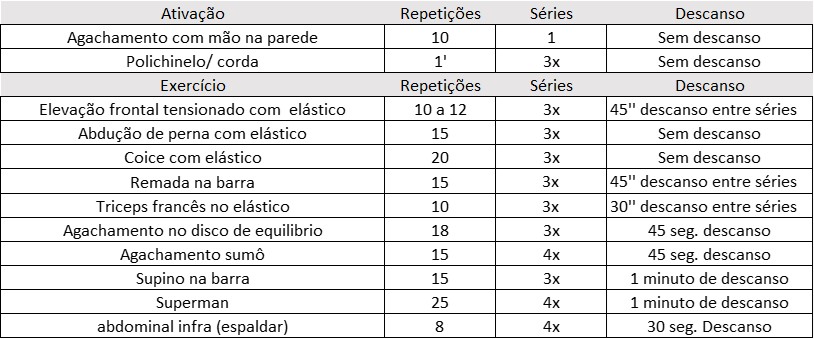 Ativação Repetições Séries Descanso
Agachamento com mão na parede 10 1 Sem descanso
Polichinelo/ corda 1' 3x Sem descanso
Exercício Repetições Séries Descanso
Elevação frontal tensionado com  elástico 10 a 12 3x 45'' descanso entre séries
Abdução de perna com elástico 15 3x Sem descanso
Coice com elástico 20 3x Sem descanso
Remada na barra 15 3x 45'' descanso entre séries
Triceps francês no elástico 10 3x 30'' descanso entre séries
Agachamento no disco de equilibrio 18 3x 45 seg. descanso
Agachamento sumô 15 4x 45 seg. descanso
Supino na barra 15 3x 1 minuto de descanso
Superman 25 4x 1 minuto de descanso
abdominal infra (espaldar) 8 4x 30 seg. Descanso